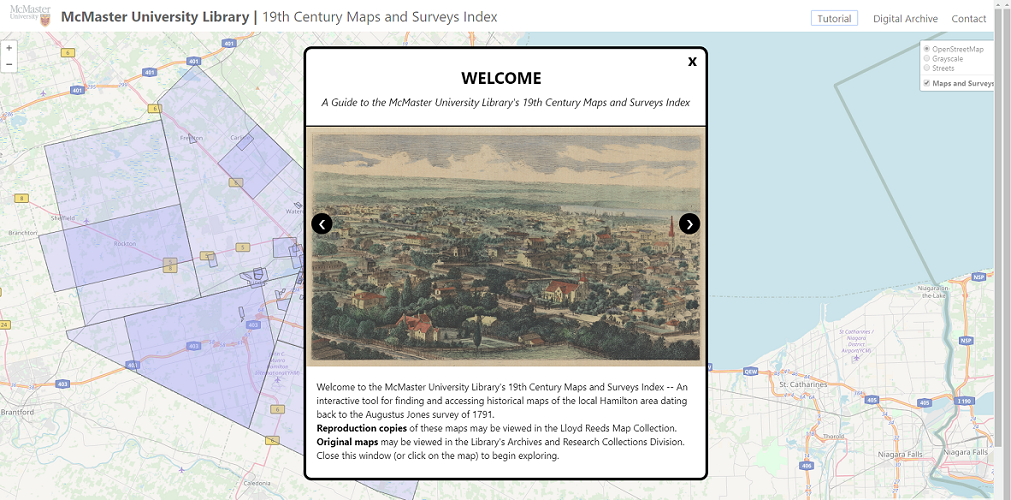 McMaster
University
McMaster University Library | 19th Century Maps and Surveys Index
Tutorial
Digital Archive
Contact
+
−
OpenStreetMap
Grayscale
Streets
Maps and Surveys
X
WELCOME
A Guide to the McMaster University Library's 19th Century Maps and Surveys Index
‹
›
Welcome to the McMaster University Library's 19th Century Maps and Surveys Index -- An
interactive tool for finding and accessing historical maps of the local Hamilton area dating
back to the Augustus Jones survey of 1791.
Reproduction copies of these maps may be viewed in the Lloyd Reeds Map Collection.
Original maps may be viewed in the Library's Archives and Research Collections Division.
Close this window (or click on the map) to begin exploring.
401
6
401
401
6
8
Sheffield
Branchton
Rockton
6
5
8
5
24
403
403
403
403
Brantford
6
6
Caledonia
Niagara-on
the-Lake
NSP
St Catharines /
Niagara
District
Airport
NSP
QEW
QEW
St. Catharines
405
I 190
Thorold
406
Niagara Falls
Niagara Falls